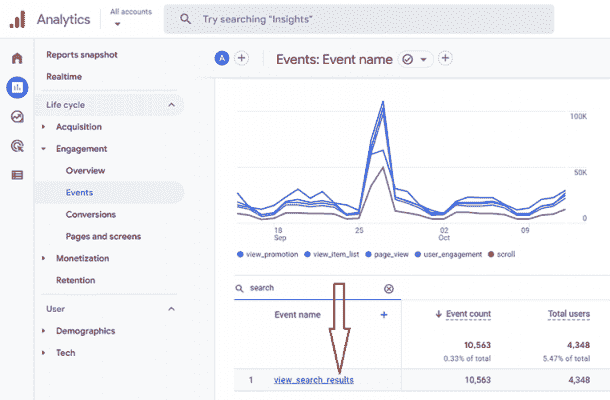 Analytics
All accounts
Try searching "Insights"
Reports snapshot
Realtime
Life cycle
Acquisition
Engagement
Overview
Events
Conversions
Pages and screens
Monetization
Retention
User
Demographics
Tech
A
Events: Event name
100K
50K
0
18
Sep
25
02
Oct
09
view_promotion view_item_list page_view user_engagement scroll
search
Event name + Event count Total users
10,563 4,348
0.33% of total 5.47% of total
1 view_search_results 10,563 4,348